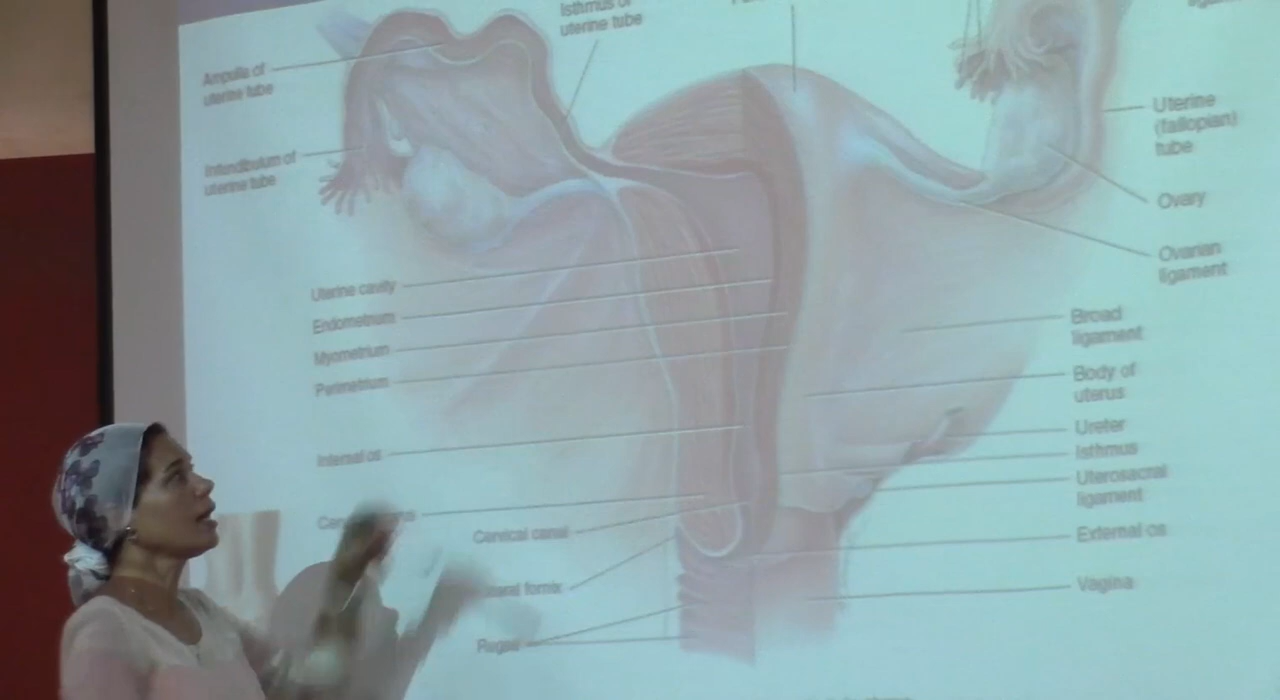 Isthmus of
uterine tube
Ampulla of
uterine tube
Infundibulum of
uterine tube
Uterine
(fallopian)
tube
Ovary
Ovarian
ligament
Uterine cavity
Endometrium
Myometrium
Perimetrium
Internal os
Cervical canal
fornix
Rugae
Broad
ligament
Body of
uterus
Ureter
Isthmus
Uterosacral
ligament
External os
Vagina